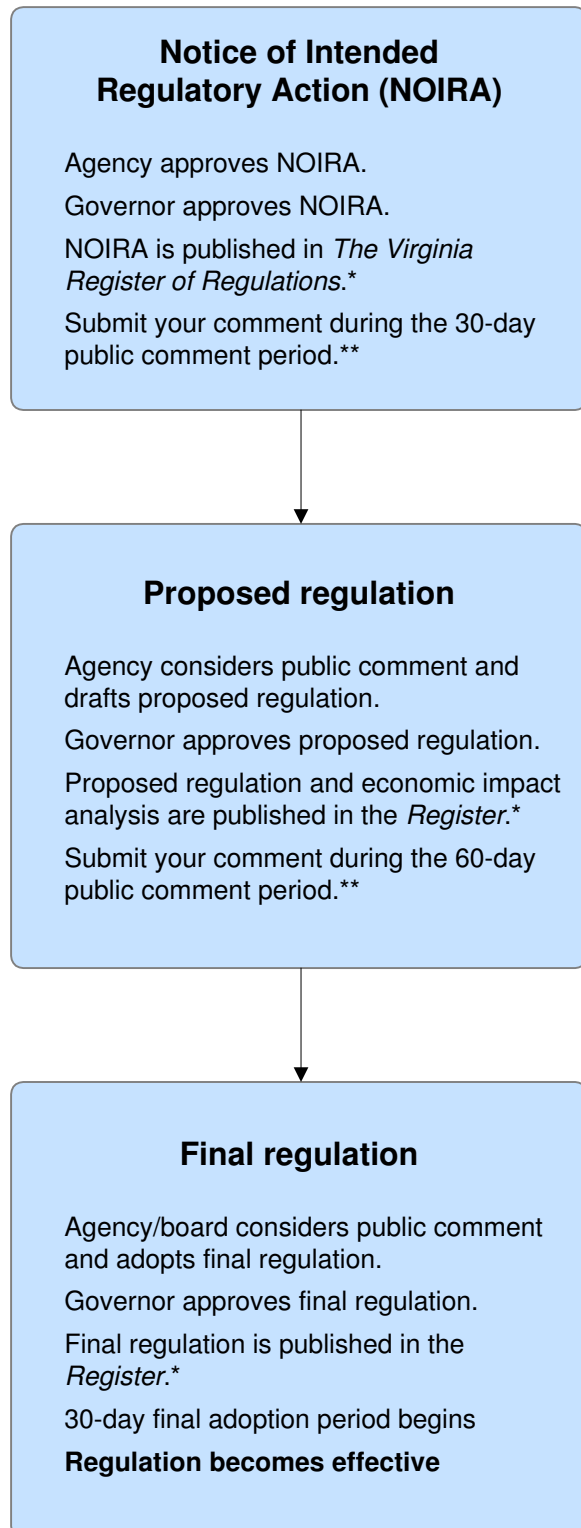 Notice of Intended
Regulatory Action (NOIRA)
Agency approves NOIRA.
Governor approves NOIRA.
NOIRA is published in The Virginia
Register of Regulations.*
Submit your comment during the 30-day
public comment period.**
Proposed regulation
Agency considers public comment and
drafts proposed regulation.
Governor approves proposed regulation.
Proposed regulation and economic impact
analysis are published in the Register.*
Submit your comment during the 60-day
public comment period.**
Final regulation
Agency/board considers public comment
and adopts final regulation.
Governor approves final regulation.
Final regulation is published in the
Register.*
30-day final adoption period begins
Regulation becomes effective